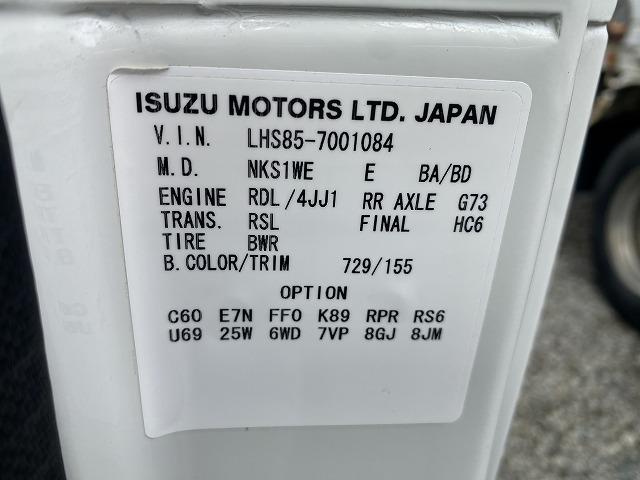 ISUZU MOTORS LTD. JAPAN
V.I.N. LHS85-7001084
M.D. NKS1WE E BA/BD
ENGINE RDL/4JJ1 RR AXLE G73
TRANS. RSL FINAL HC6
TIRE BWR
B.COLOR/TRIM 729/155
OPTION
C60 E7N FF0 K89 RPR RS6
U69 25W 6WD 7VP 8GJ 8JM